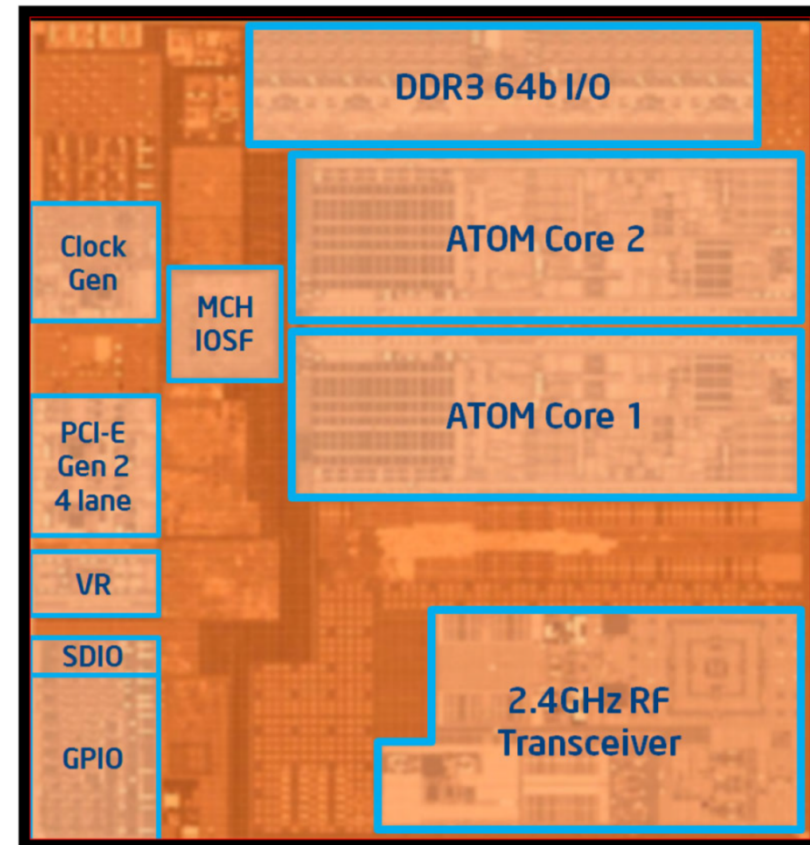 DDR3 64b I/O
ATOM Core 2
Clock
Gen
MCH
IOSF
ATOM Core 1
PCI-E
Gen 2
4 lane
VR
SDIO
GPIO
2.4GHz RF
Transceiver